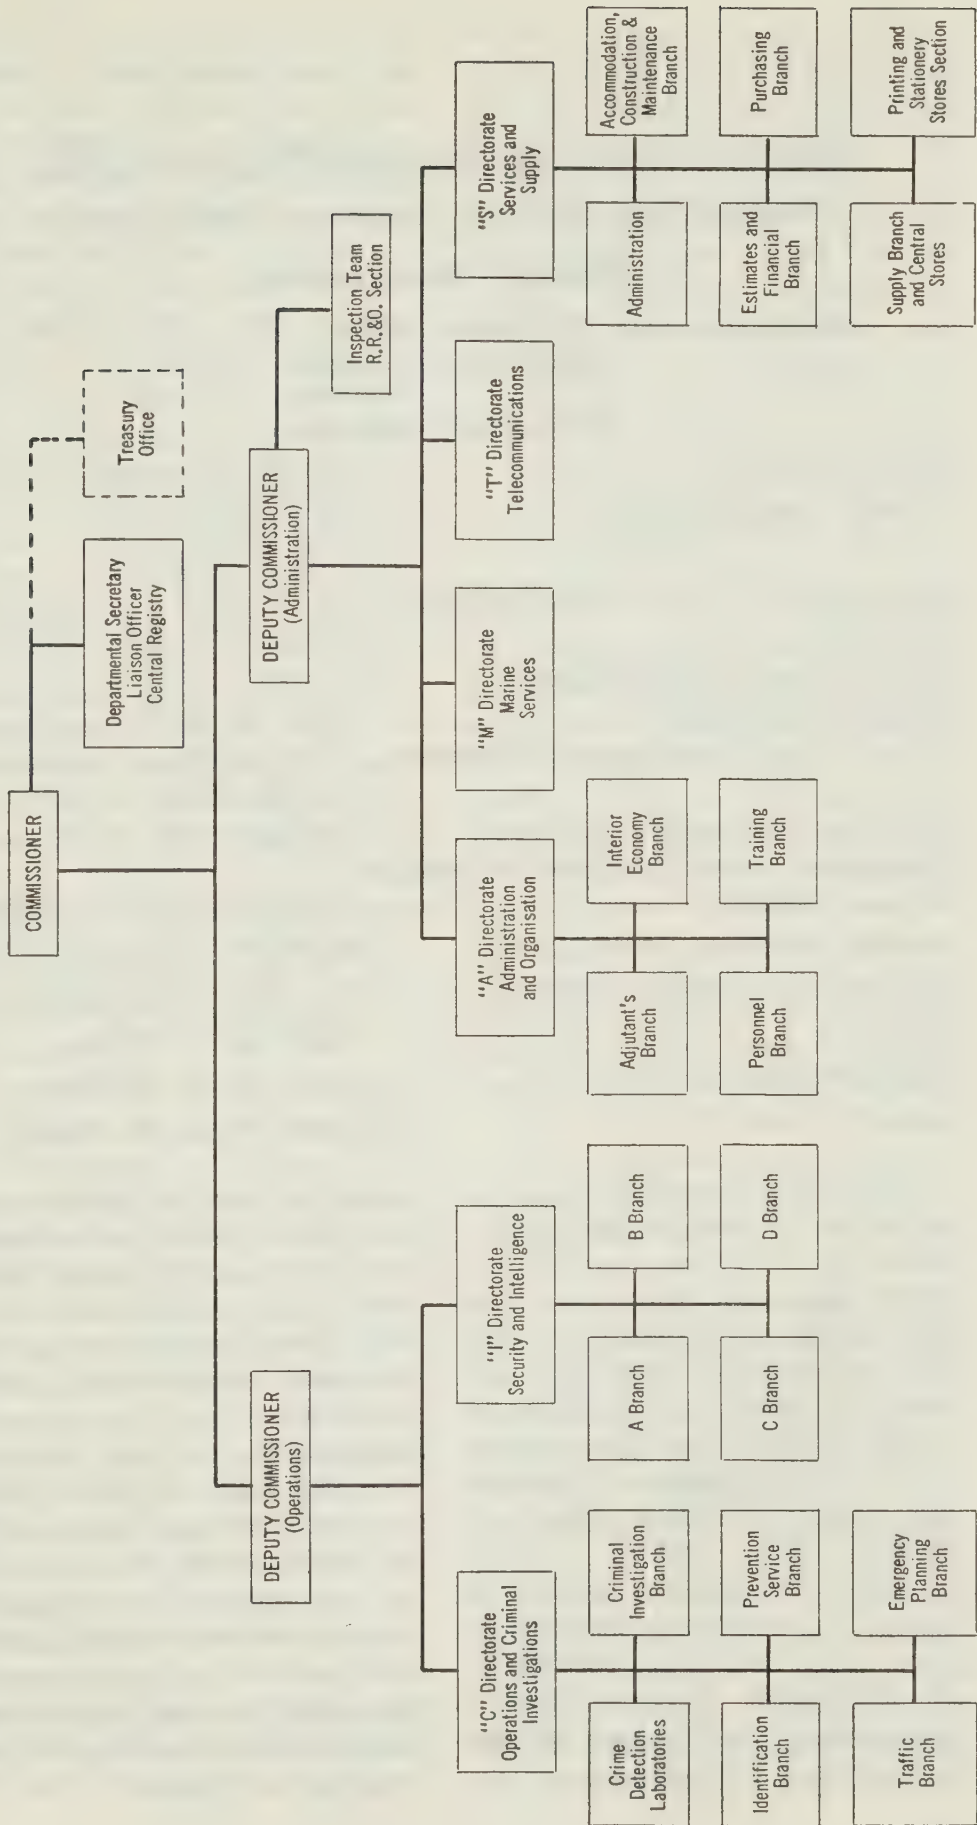 COMMISSIONER
Departmental Secretary
Liaison Officer
Central Registry
Treasury
Office
DEPUTY COMMISSIONER
(Operations)
DEPUTY COMMISSIONER
(Administration)
Inspection Team
R.R.&O. Section
"C" Directorate
Operations and Criminal
Investigations
"I" Directorate
Security and Intelligence
"A" Directorate
Administration
and Organisation
"M" Directorate
Marine
Services
"T" Directorate
Telecommunications
"S" Directorate
Services and
Supply
Crime
Detection
Laboratories
Criminal
Investigation
Branch
Identification
Branch
Prevention
Service
Branch
Traffic
Branch
Emergency
Planning
Branch
A Branch
B Branch
C Branch
D Branch
Adjutant's
Branch
Interior
Economy
Branch
Personnel
Branch
Training
Branch
Administration
Accommodation,
Construction &
Maintenance
Branch
Estimates and
Financial
Branch
Purchasing
Branch
Supply Branch
and Central
Stores
Printing and
Stationery
Stores Section